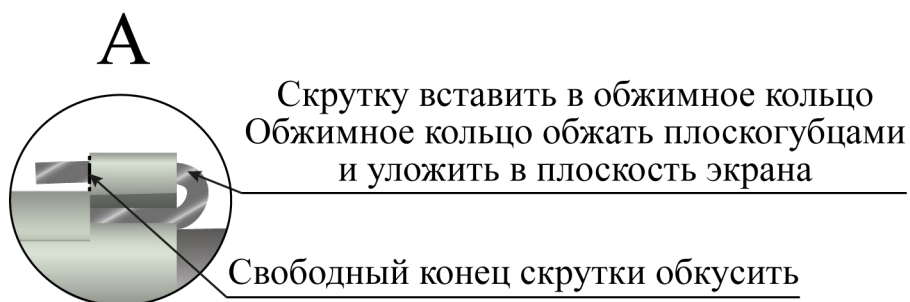 А
Скрутку вставить в обжимное кольцо
Обжимное кольцо обжать плоскогубцами
и уложить в плоскость экрана
Свободный конец скрутки обкусить